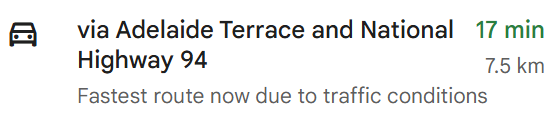 via Adelaide Terrace and National 17 min
Highway 94 7.5 km
Fastest route now due to traffic conditions